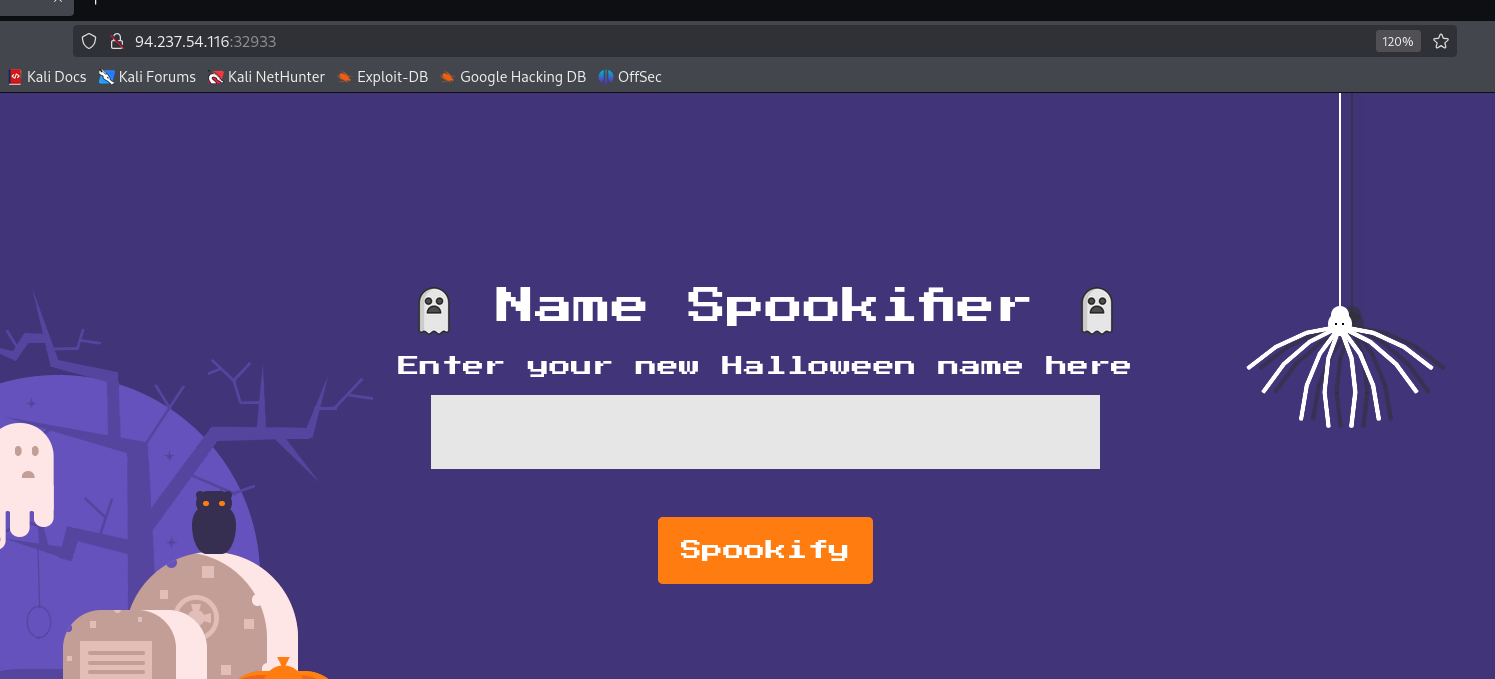 94.237.54.116:32933
120%
Kali Docs Kali Forums Kali NetHunter Exploit-DB Google Hacking DB OffSec
Name Spookifier
Enter your new Halloween name here
Spookify